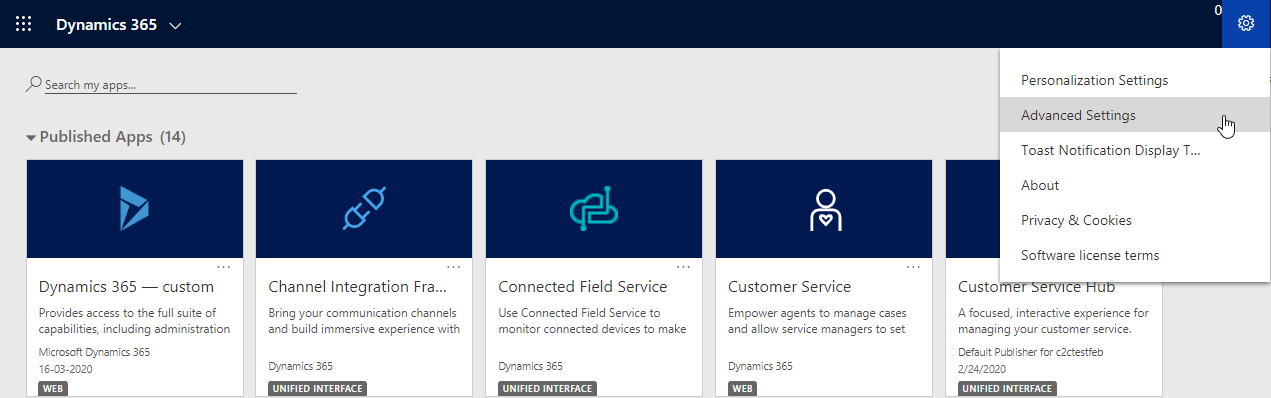 Dynamics 365
0
Search my apps...
Personalization Settings
Advanced Settings
Toast Notification Display T...
About
Privacy & Cookies
Software license terms
Published Apps (14)
...
Dynamics 365 — custom
Provides access to the full suite of
capabilities, including administration
Microsoft Dynamics 365
16-03-2020
WEB
...
Channel Integration Fra...
Bring your communication channels
and build immersive experience with
Dynamics 365
UNIFIED INTERFACE
...
Connected Field Service
Use Connected Field Service to
monitor connected devices to make
Dynamics 365
UNIFIED INTERFACE
...
Customer Service
Empower agents to manage cases
and allow service managers to set
Dynamics 365
WEB
Customer Service Hub
A focused, interactive experience for
managing your customer service.
Default Publisher for c2ctestfeb
2/24/2020
UNIFIED INTERFACE